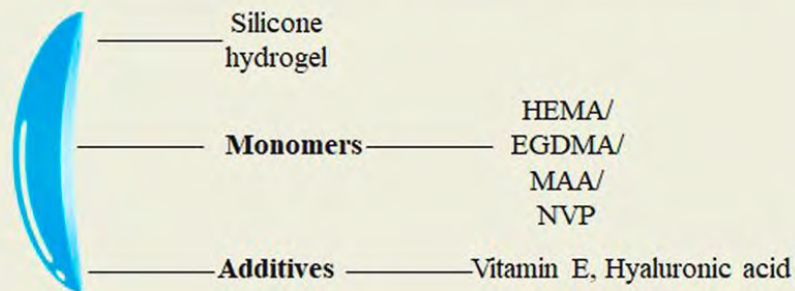 Silicone
hydrogel
Monomers
HEMA/
EGDMA/
MAA/
NVP
Additives
Vitamin E, Hyaluronic acid